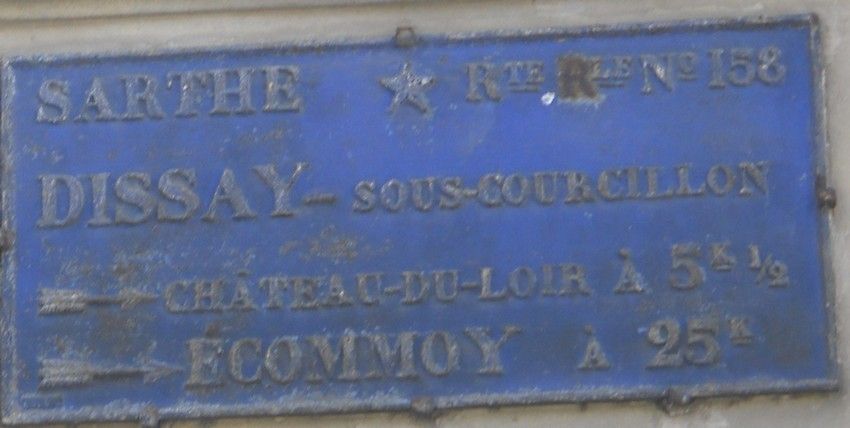 SARTHE ★ RTE RLE NO 158
DISSAY-SOUS-COURCILLON
CHÂTEAU-DU-LOIR À 5K 1/2
ÉCOMMOY À 25K